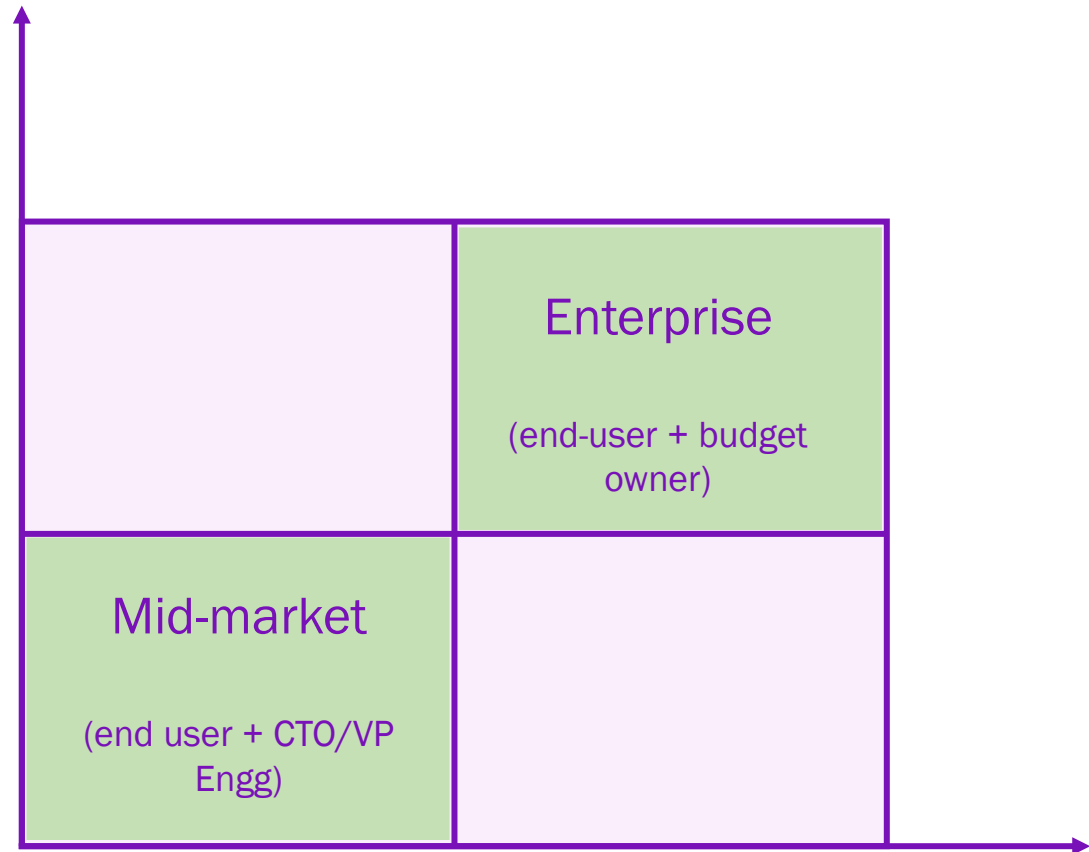 Enterprise
(end-user + budget
owner)
Mid-market
(end user + CTO/VP
Engg)